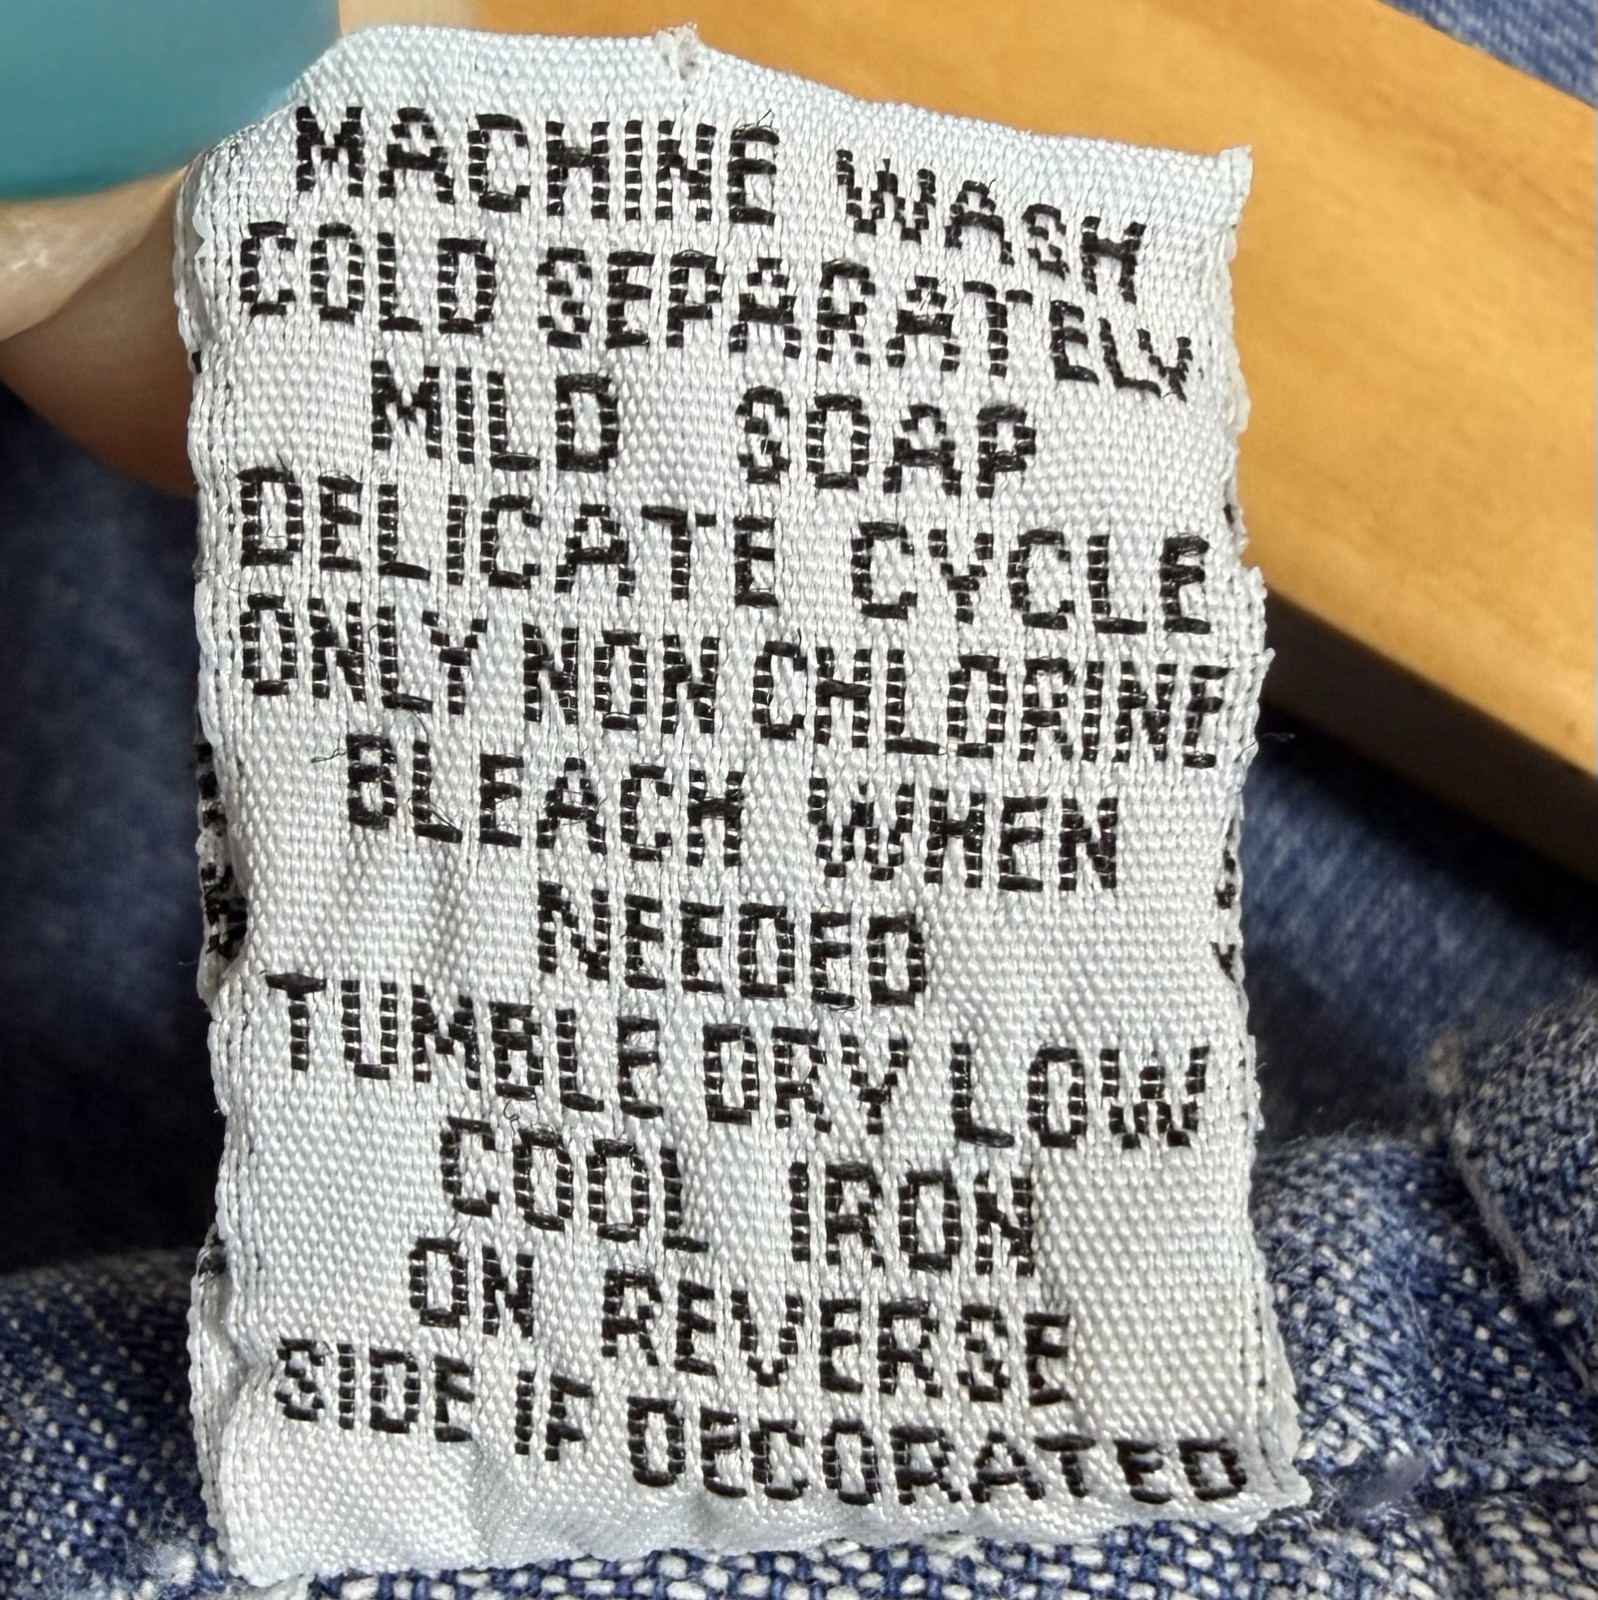 MACHINE WASH
COLD SEPARATELY
MILD SOAP
DELICATE CYCLE
ONLY NON CHLORINE
BLEACH WHEN
NEEDED
TUMBLE DRY LOW
COOL IRON
ON REVERSE
SIDE IF DECORATED